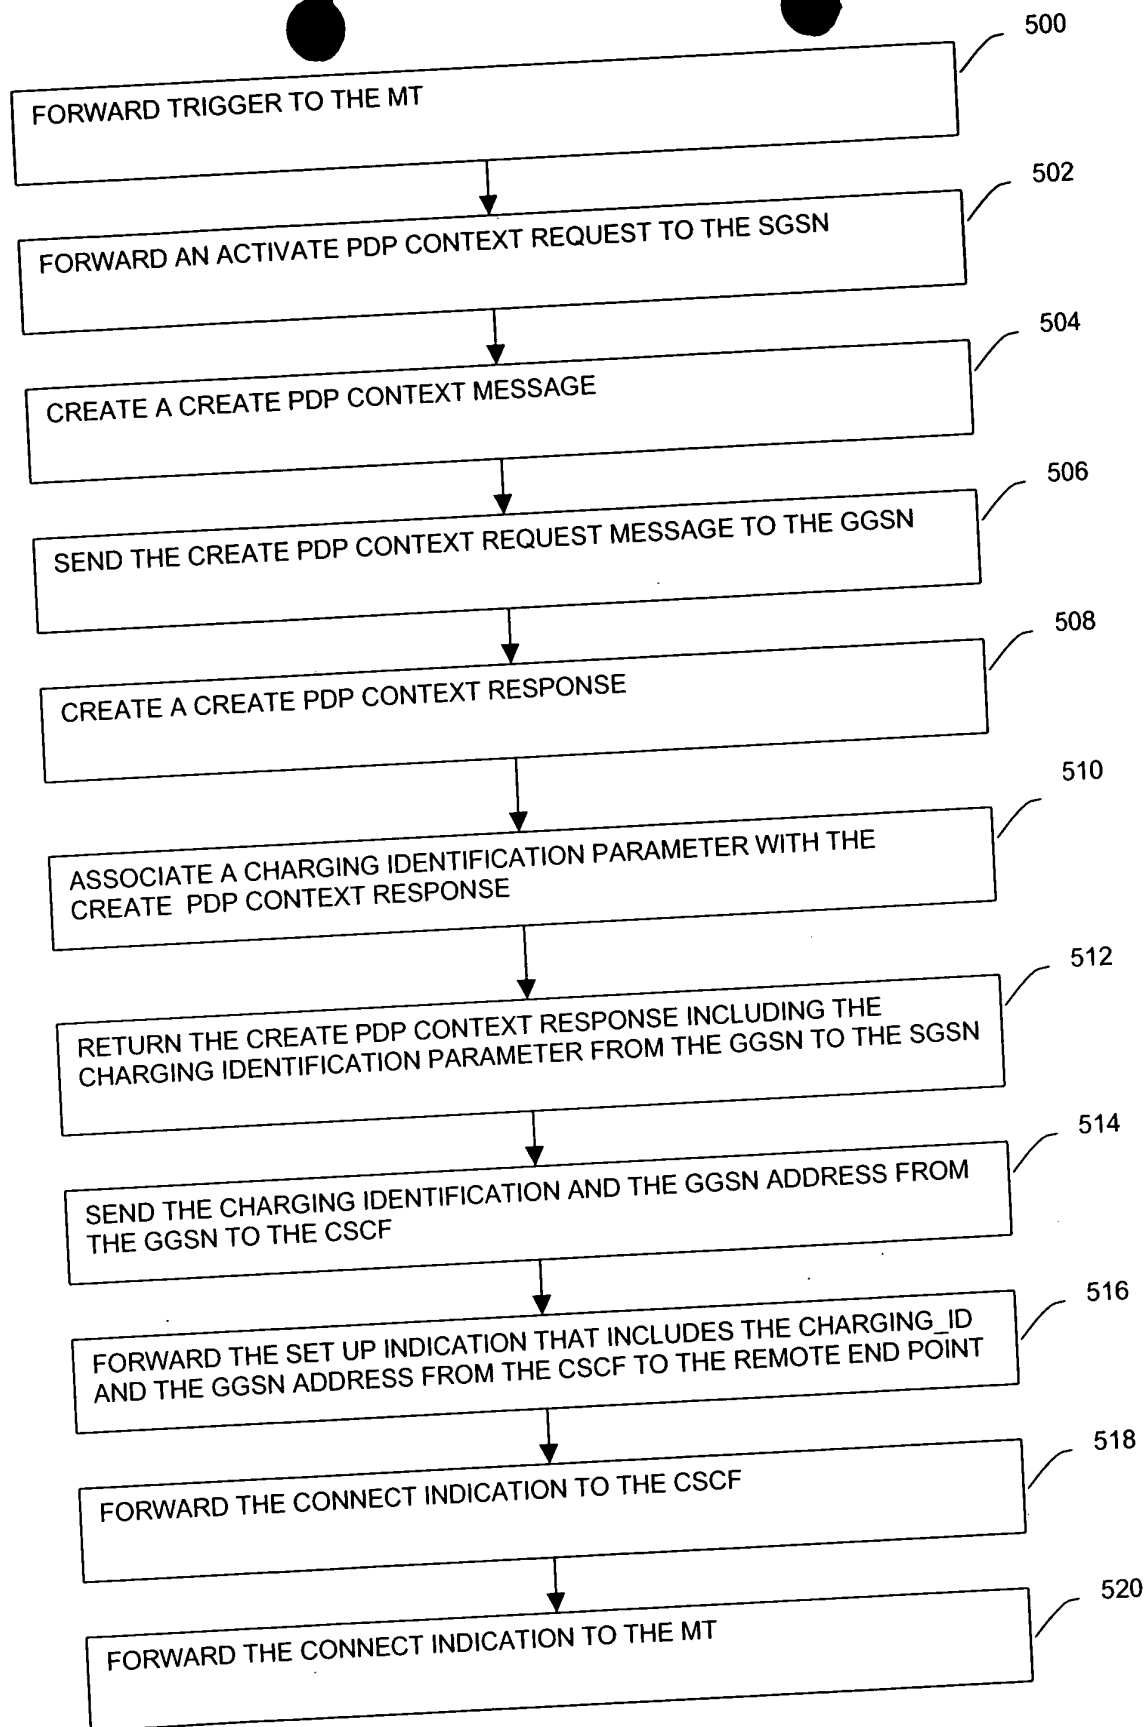 500
FORWARD TRIGGER TO THE MT
502
FORWARD AN ACTIVATE PDP CONTEXT REQUEST TO THE SGSN
504
CREATE A CREATE PDP CONTEXT MESSAGE
506
SEND THE CREATE PDP CONTEXT REQUEST MESSAGE TO THE GGSN
508
CREATE A CREATE PDP CONTEXT RESPONSE
510
ASSOCIATE A CHARGING IDENTIFICATION PARAMETER WITH THE
CREATE PDP CONTEXT RESPONSE
512
RETURN THE CREATE PDP CONTEXT RESPONSE INCLUDING THE
CHARGING IDENTIFICATION PARAMETER FROM THE GGSN TO THE SGSN
514
SEND THE CHARGING IDENTIFICATION AND THE GGSN ADDRESS FROM
THE GGSN TO THE CSCF
516
FORWARD THE SET UP INDICATION THAT INCLUDES THE CHARGING_ID
AND THE GGSN ADDRESS FROM THE CSCF TO THE REMOTE END POINT
518
FORWARD THE CONNECT INDICATION TO THE CSCF
520
FORWARD THE CONNECT INDICATION TO THE MT